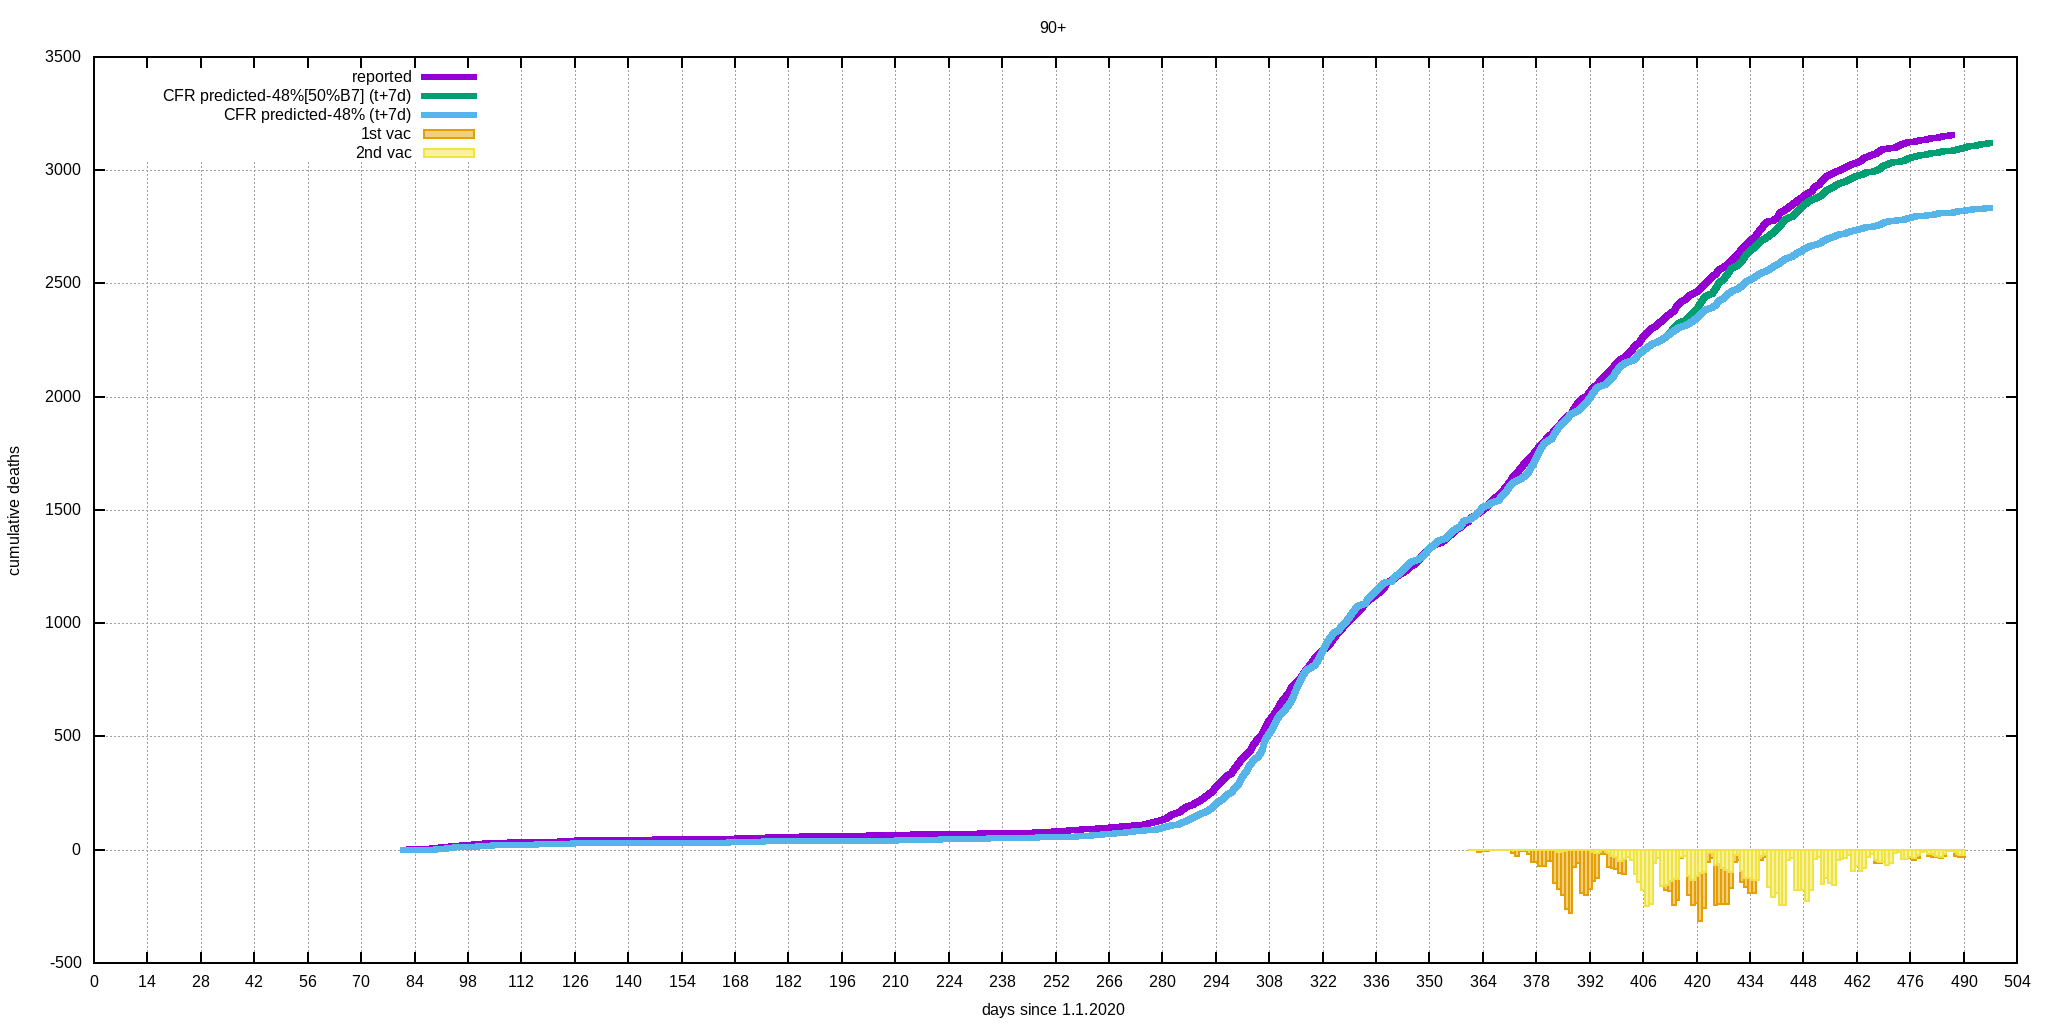 90+
3500
3000
2500
2000
1500
1000
500
0
-500
reported
CFR predicted-48%[50%B7] (t+7d)
CFR predicted-48% (t+7d)
1st vac
2nd vac
cumulative deaths
0 14 28 42 56 70 84 98 112 126 140 154 168 182 196 210 224 238 252 266 280 294 308 322 336 350 364 378 392 406 420 434 448 462 476 490 504
days since 1.1.2020